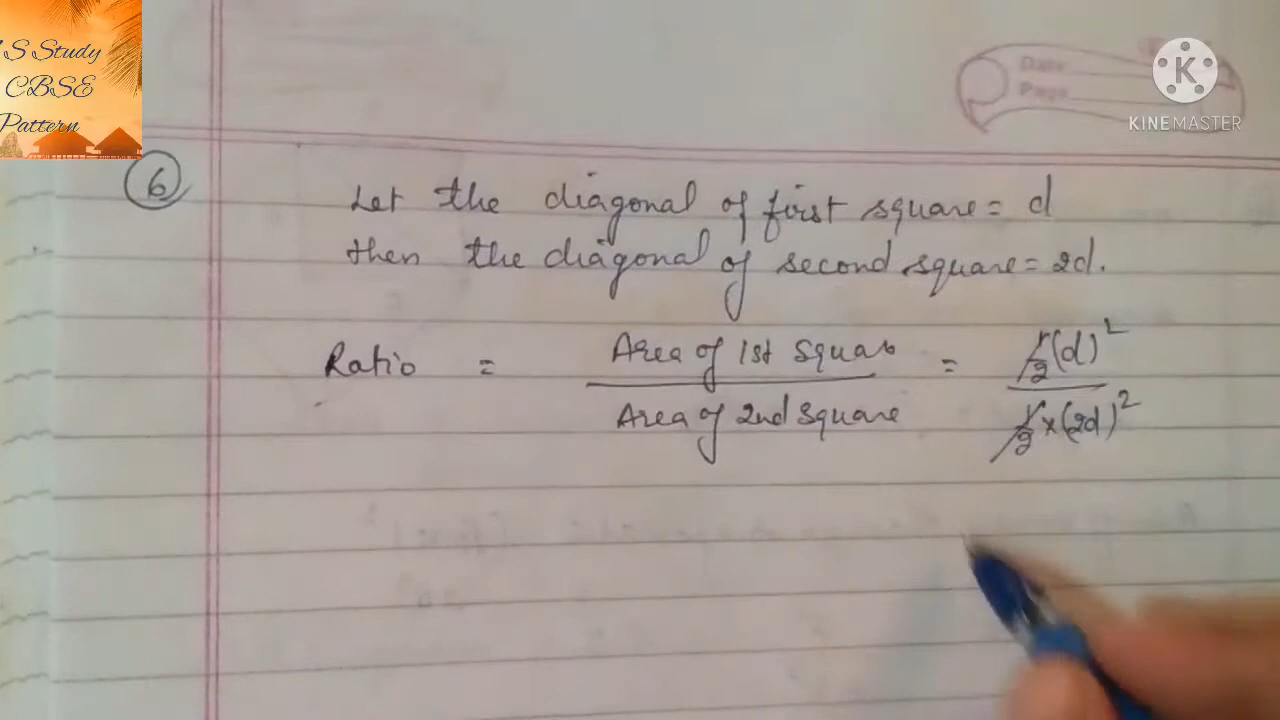 S Study
CBSE
Pattern
Date
Page
K
KINEMASTER
6
Let the diagonal of first square = d
then the diagonal of second square = 2d.
Ratio = Area of 1st Square / Area of 2nd Square = 1/2(d)² / 1/2×(2d)²